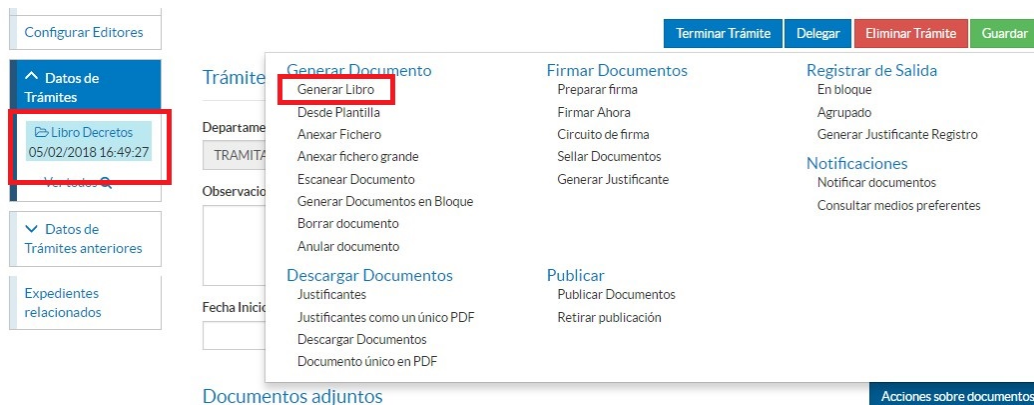 Configurar Editores
Datos de
Trámites
Libro Decretos
05/02/2018 16:49:27
Ver todos
Datos de
Trámites anteriores
Expedientes
relacionados
Terminar Trámite
Delegar
Eliminar Trámite
Guardar
Trámite
Departame
TRAMITA
Observacio
Fecha Inicio
Generar Documento
Generar Libro
Desde Plantilla
Anexar Fichero
Anexar fichero grande
Escanear Documento
Generar Documentos en Bloque
Borrar documento
Anular documento
Descargar Documentos
Justificantes
Justificantes como un único PDF
Descargar Documentos
Documento único en PDF
Firmar Documentos
Preparar firma
Firmar Ahora
Circuito de firma
Sellar Documentos
Generar Justificante
Publicar
Publicar Documentos
Retirar publicación
Registrar de Salida
En bloque
Agrupado
Generar Justificante Registro
Notificaciones
Notificar documentos
Consultar medios preferentes
Documentos adjuntos
Acciones sobre documentos